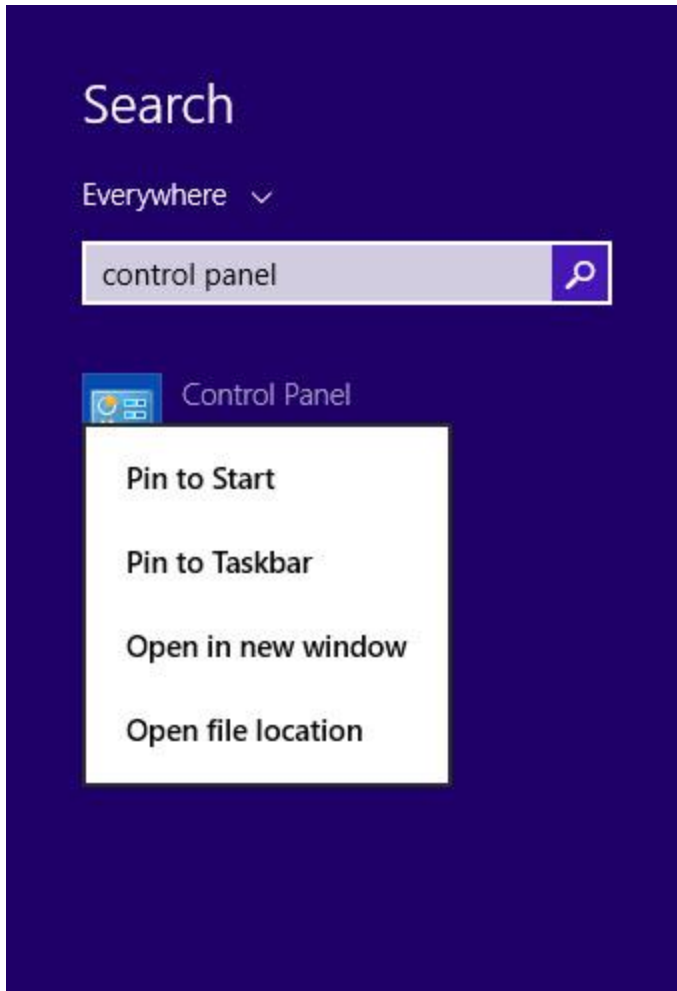 Search
Everywhere
control panel
Control Panel
Pin to Start
Pin to Taskbar
Open in new window
Open file location